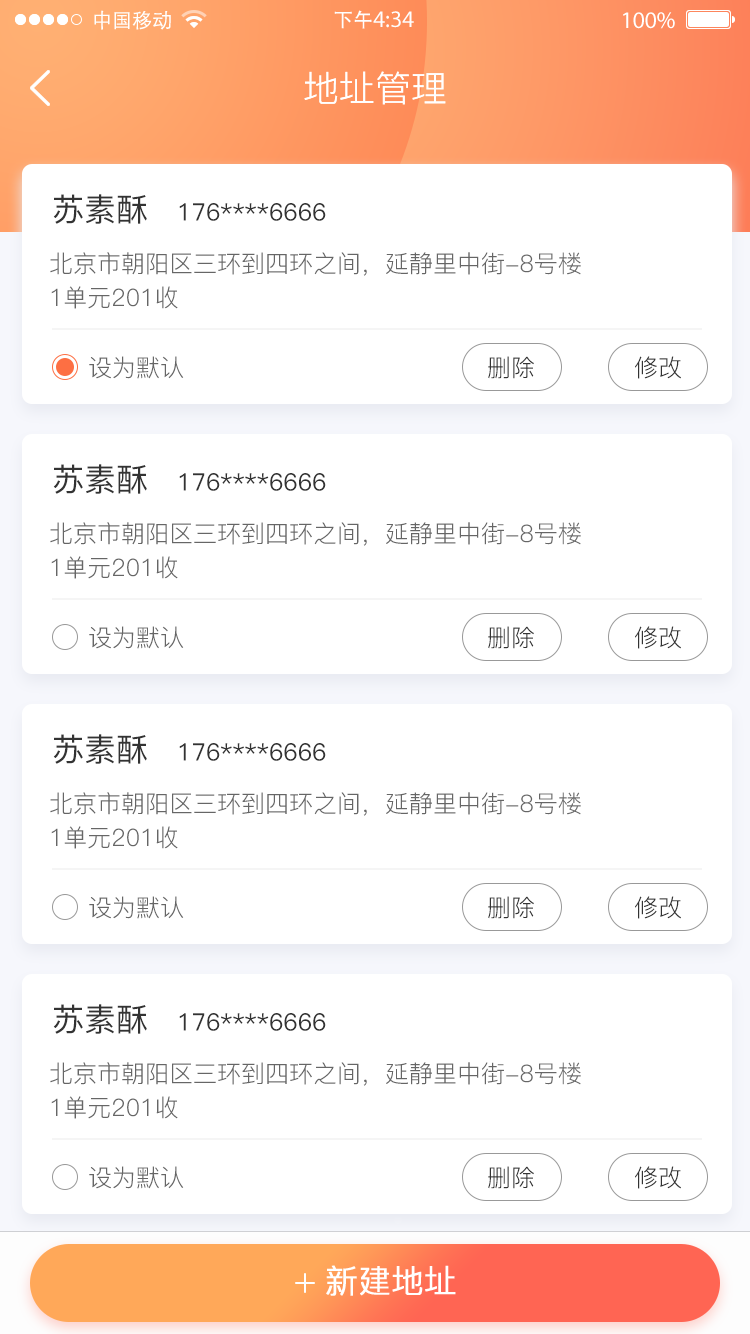 中国移动 下午4:34 100%
地址管理
苏素酥 176****6666
北京市朝阳区三环到四环之间，延静里中街-8号楼
1单元201收
设为默认 删除 修改
苏素酥 176****6666
北京市朝阳区三环到四环之间，延静里中街-8号楼
1单元201收
设为默认 删除 修改
苏素酥 176****6666
北京市朝阳区三环到四环之间，延静里中街-8号楼
1单元201收
设为默认 删除 修改
苏素酥 176****6666
北京市朝阳区三环到四环之间，延静里中街-8号楼
1单元201收
设为默认 删除 修改
+ 新建地址